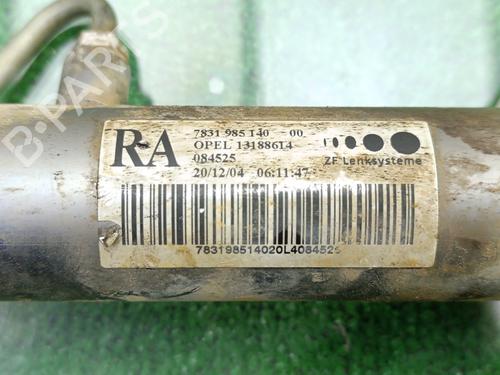 7831 985 140 00
RA OPEL 13188614
084525
ZF Lenksysteme
20/12/04 06:11:47
783198514020L4084525
B-PARTS